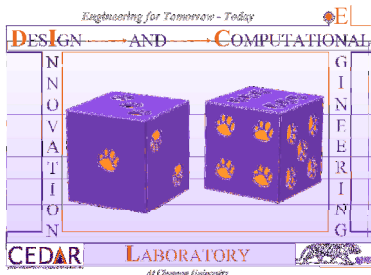 Engineering for Tomorrow - Today
E
DESIGN AND COMPUTATIONAL
INNOVATION
GINEERING
CEDAR
LABORATORY
At Clemson University